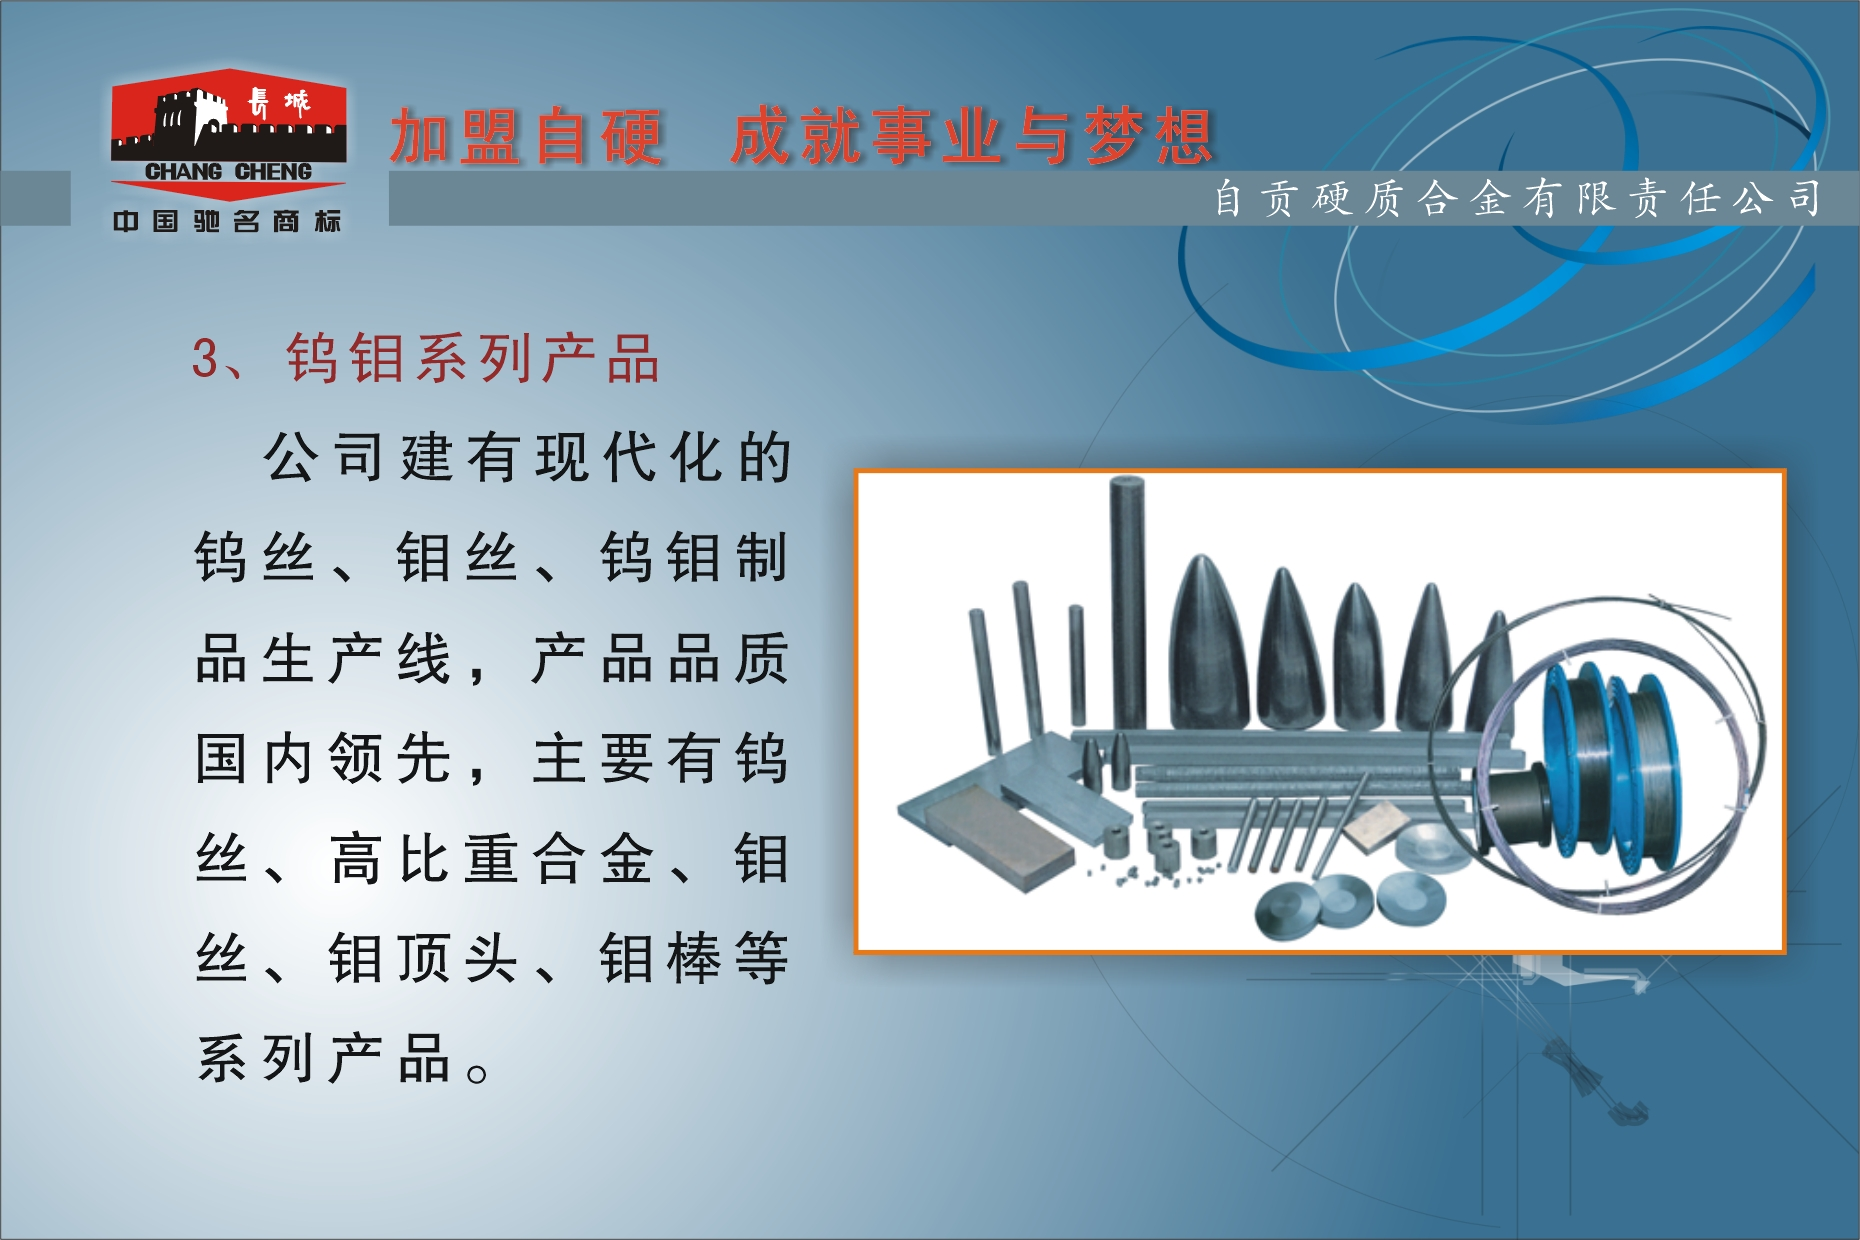 長城
CHANG CHENG
中国驰名商标
加盟自硬 成就事业与梦想
自贡硬质合金有限责任公司
3、钨钼系列产品
公司建有现代化的
钨丝、钼丝、钨钼制
品生产线，产品品质
国内领先，主要有钨
丝、高比重合金、钼
丝、钼顶头、钼棒等
系列产品。